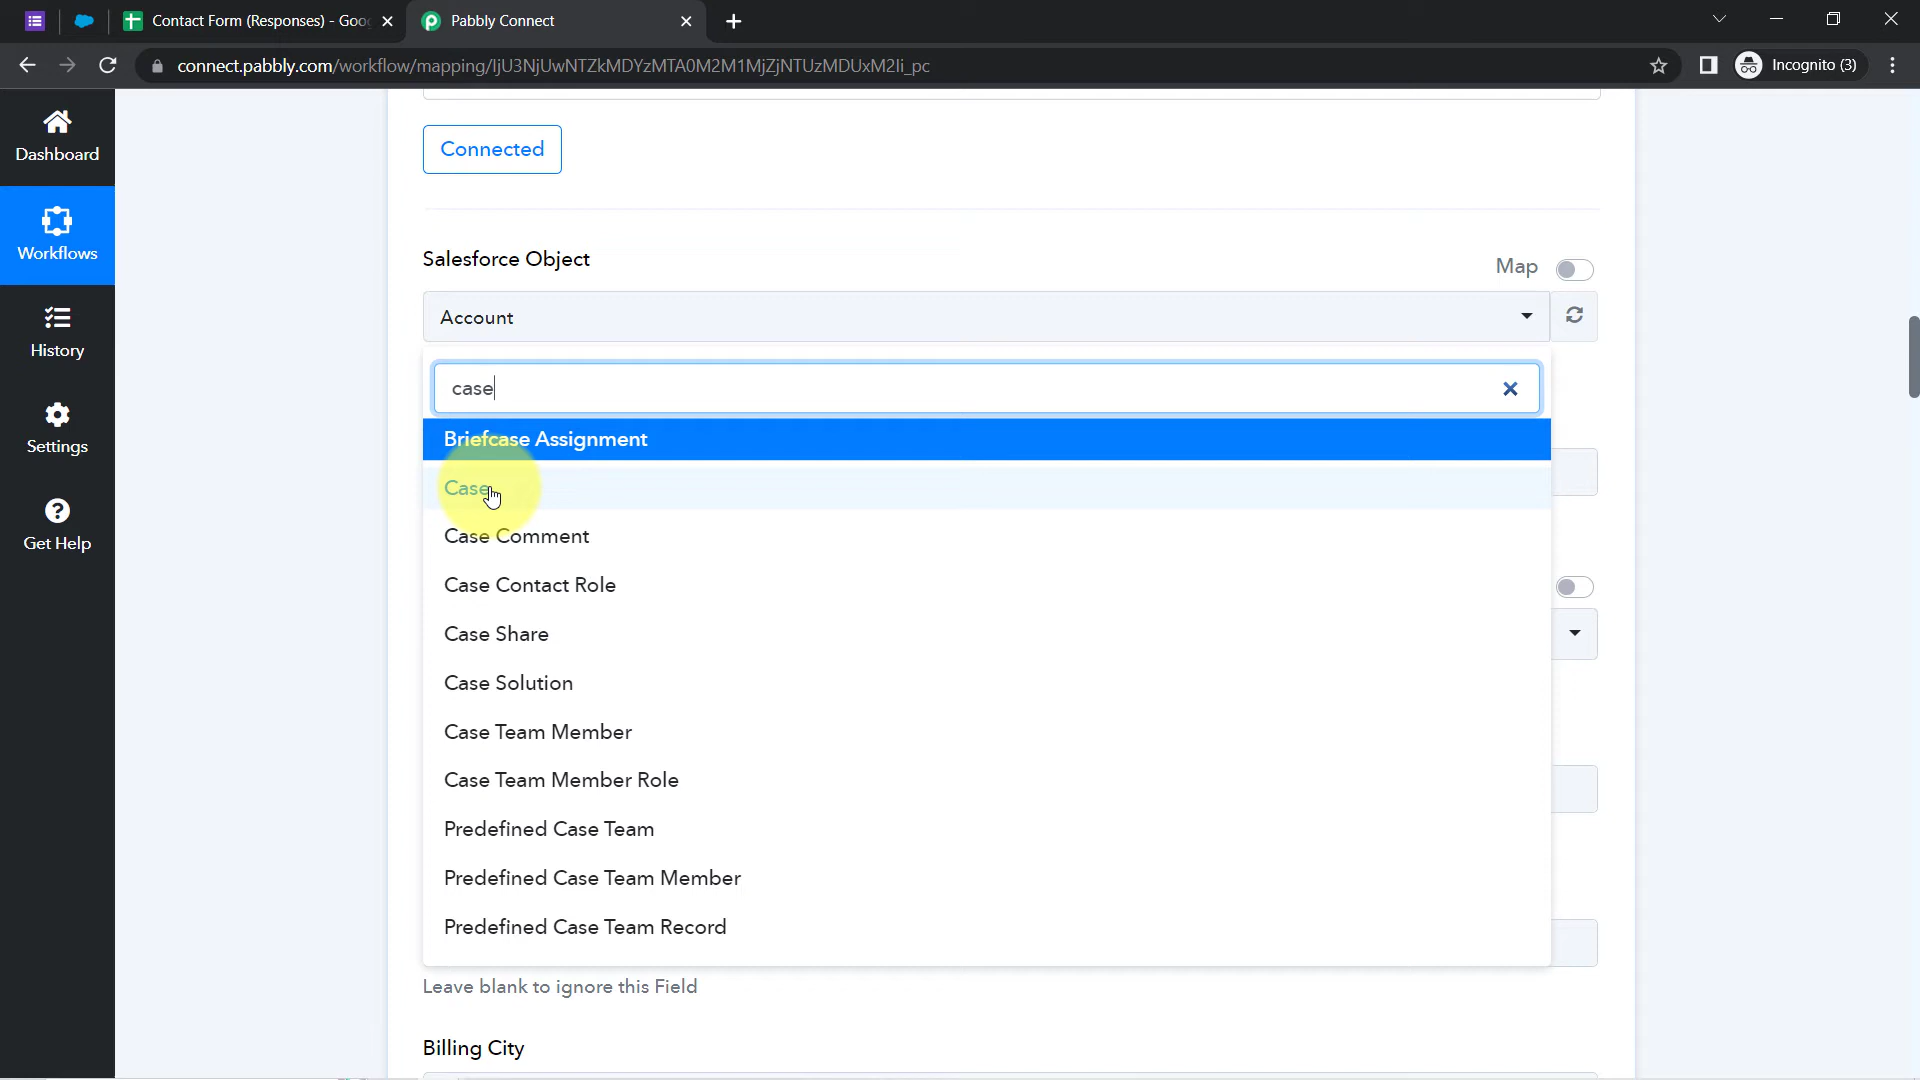 Contact Form (Responses) - Goo
Pabbly Connect
connect.pabbly.com/workflow/mapping/IjU3NjUwNTZkMDYzMTA0M2M1MjZjNTUzMDUxM2Ii_pc
Incognito (3)
Dashboard
Workflows
History
Settings
Get Help
Connected
Salesforce Object
Map
Account
case
Briefcase Assignment
Case
Case Comment
Case Contact Role
Case Share
Case Solution
Case Team Member
Case Team Member Role
Predefined Case Team
Predefined Case Team Member
Predefined Case Team Record
Leave blank to ignore this Field
Billing City